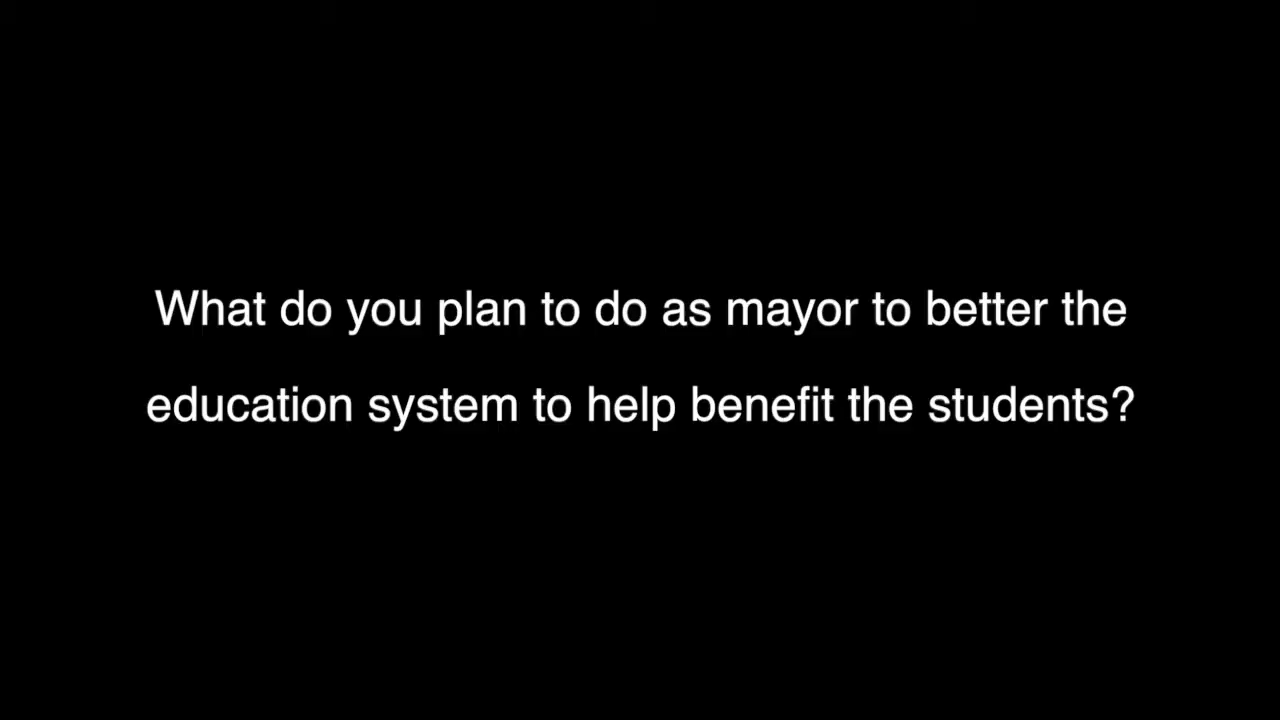 What do you plan to do as mayor to better the
education system to help benefit the students?